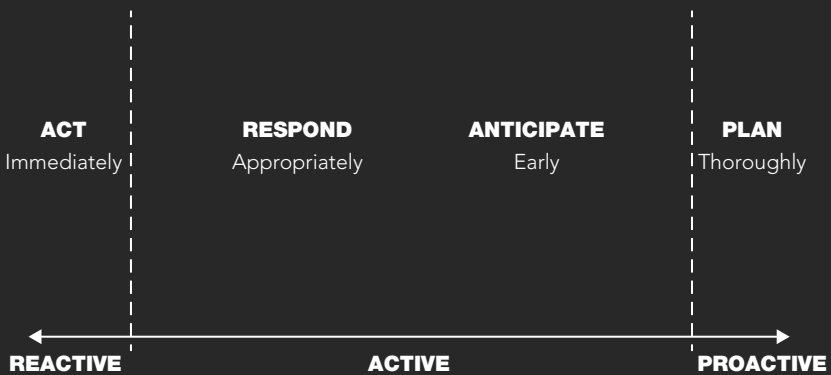 ACT
Immediately
RESPOND
Appropriately
ANTICIPATE
Early
PLAN
Thoroughly
REACTIVE
ACTIVE
PROACTIVE